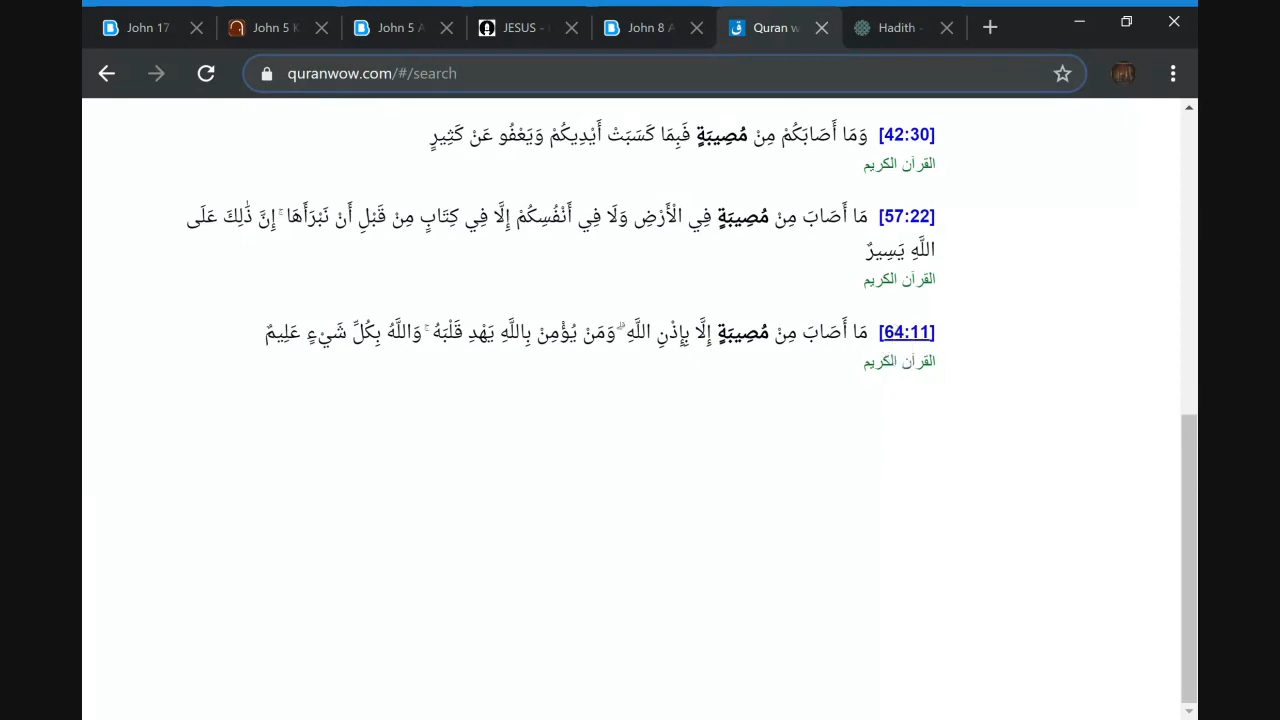 John 17
John 5 K
John 5 A
JESUS -
John 8 A
Quran w
Hadith -
quranwow.com/#/search
[42:30] وَمَا أَصَابَكُمْ مِنْ مُصِيبَةٍ فَبِمَا كَسَبَتْ أَيْدِيكُمْ وَيَعْفُو عَنْ كَثِيرٍ
القرآن الكريم
[57:22] مَا أَصَابَ مِنْ مُصِيبَةٍ فِي الْأَرْضِ وَلَا فِي أَنْفُسِكُمْ إِلَّا فِي كِتَابٍ مِنْ قَبْلِ أَنْ نَبْرَأَهَا ۚ إِنَّ ذَٰلِكَ عَلَى
اللَّهِ يَسِيرٌ
القرآن الكريم
[64:11] مَا أَصَابَ مِنْ مُصِيبَةٍ إِلَّا بِإِذْنِ اللَّهِ ۗ وَمَنْ يُؤْمِنْ بِاللَّهِ يَهْدِ قَلْبَهُ ۚ وَاللَّهُ بِكُلِّ شَيْءٍ عَلِيمٌ
القرآن الكريم